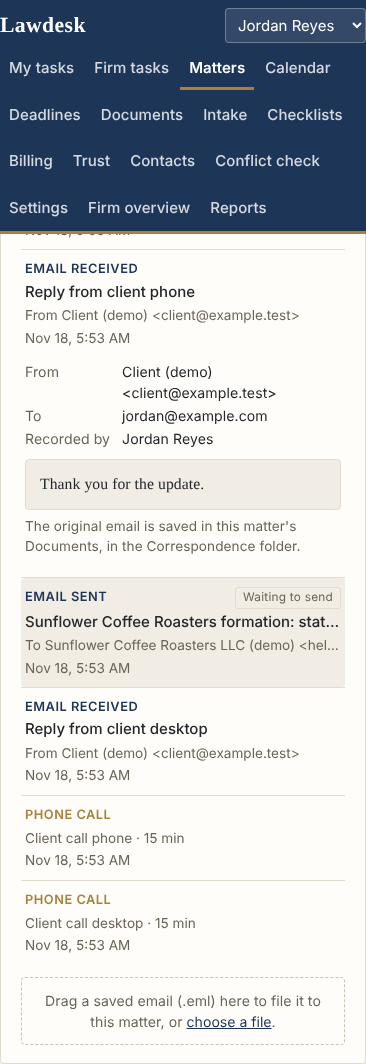 Lawdesk
Jordan Reyes
My tasks Firm tasks Matters Calendar
Deadlines Documents Intake Checklists
Billing Trust Contacts Conflict check
Settings Firm overview Reports
EMAIL RECEIVED
Reply from client phone
From Client (demo) <client@example.test>
Nov 18, 5:53 AM
From Client (demo)
<client@example.test>
To jordan@example.com
Recorded by Jordan Reyes
Thank you for the update.
The original email is saved in this matter's
Documents, in the Correspondence folder.
EMAIL SENT Waiting to send
Sunflower Coffee Roasters formation: stat...
To Sunflower Coffee Roasters LLC (demo) <hel...
Nov 18, 5:53 AM
EMAIL RECEIVED
Reply from client desktop
From Client (demo) <client@example.test>
Nov 18, 5:53 AM
PHONE CALL
Client call phone · 15 min
Nov 18, 5:53 AM
PHONE CALL
Client call desktop · 15 min
Nov 18, 5:53 AM
Drag a saved email (.eml) here to file it to
this matter, or choose a file.